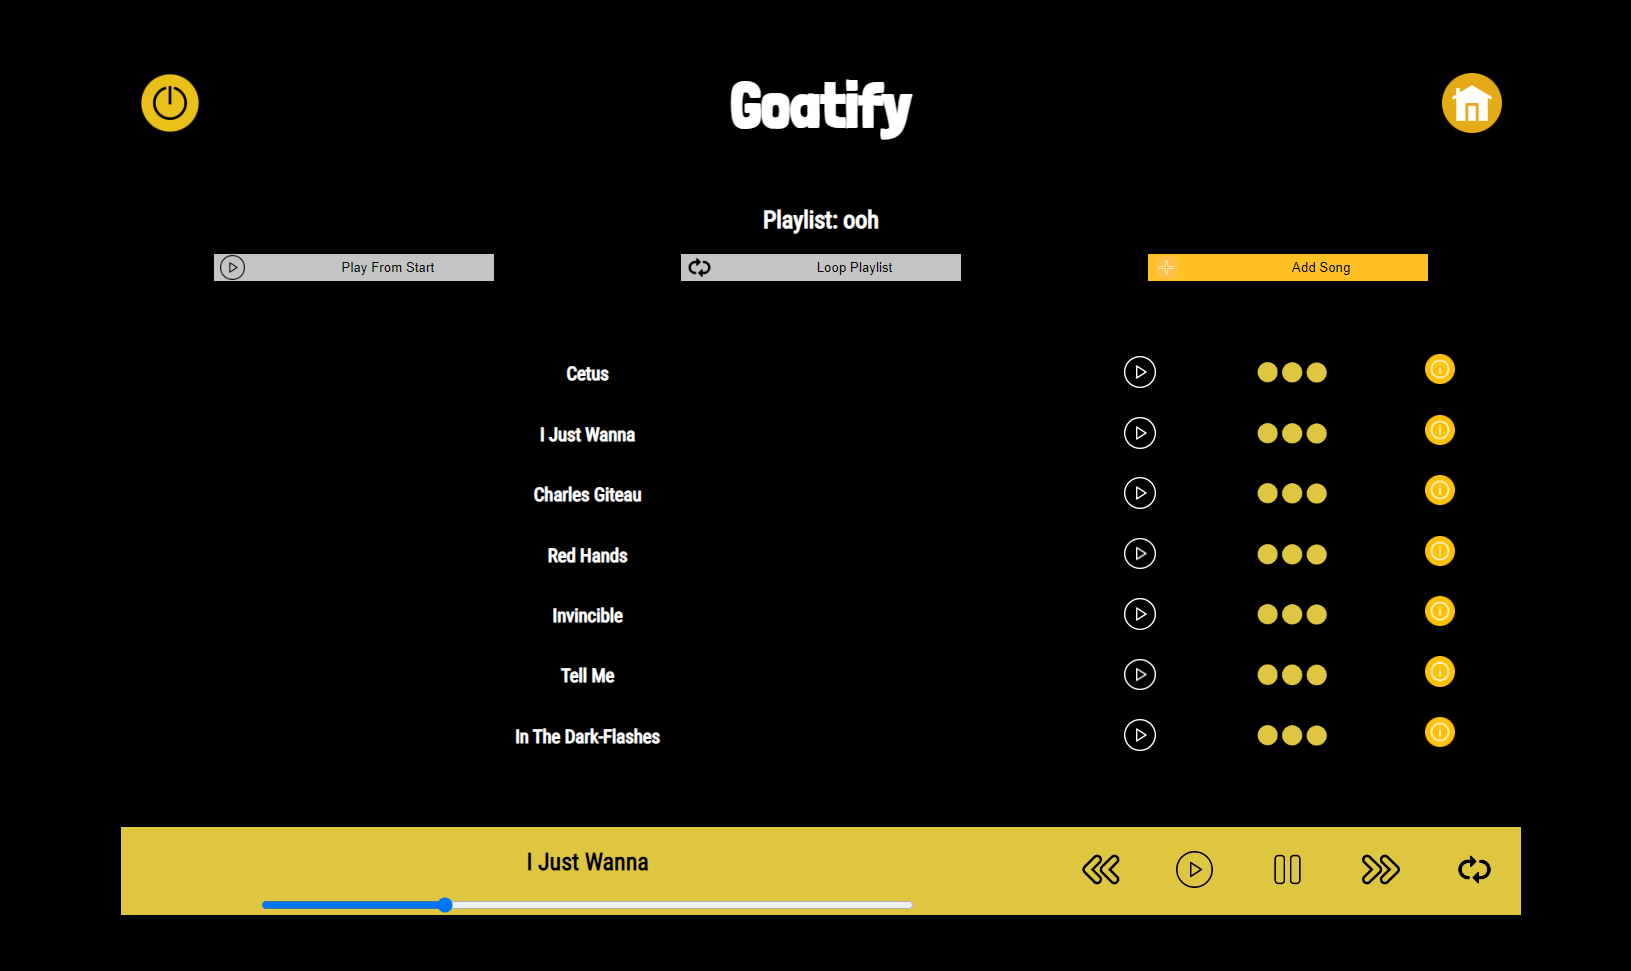 Goatify
Playlist: ooh
Play From Start
Loop Playlist
Add Song
Cetus
I Just Wanna
Charles Giteau
Red Hands
Invincible
Tell Me
In The Dark-Flashes
I Just Wanna